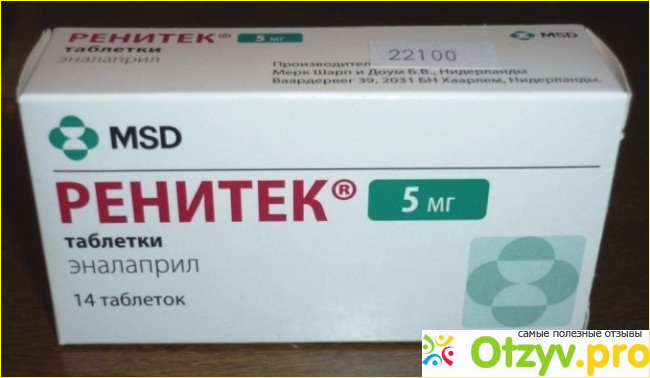 РЕНИТЕК® 5 мг
таблетки
эналаприл
22100
MSD
Производитель
Мерк Шарп и Доум Б.В., Нидерланды
Ваардервег 39, 2031 БН Хаарлем, Нидерланды.
MSD
РЕНИТЕК® 5 мг
таблетки
эналаприл
14 таблеток
самые полезные отзывы
Otzyv.pro